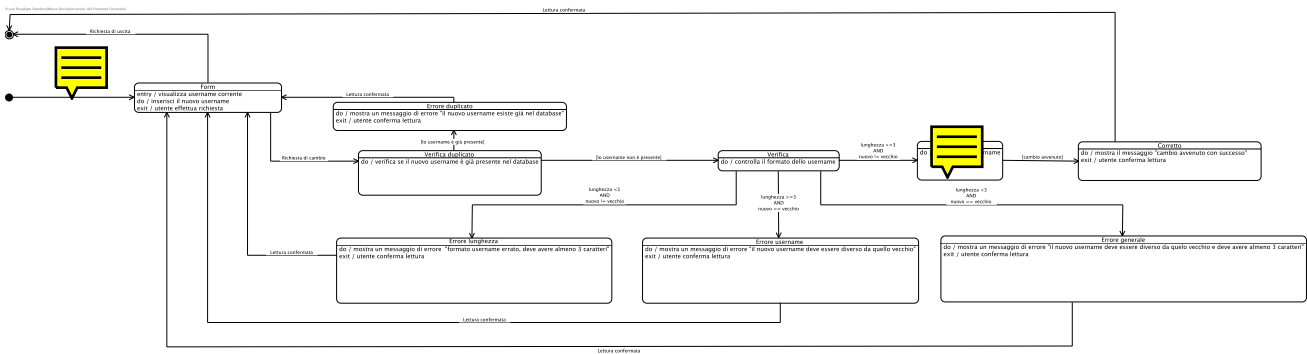 Lettura confermata
Richiesta di uscita
Form
entry / visualizza username corrente
do / inserisci il nuovo username
exit / utente effettua richiesta
Lettura confermata
Errore duplicato
do / mostra un messaggio di errore "il nuovo username esiste già nel database"
exit / utente conferma lettura
[lo username è già presente]
Richiesta di cambio
Verifica duplicato
do / verifica se il nuovo username è già presente nel database
[lo username non è presente]
Verifica
do / controlla il formato dello username
lunghezza >=3
AND
nuovo != vecchio
do
[cambio avvenuto]
Corretto
do / mostra il messaggio "cambio avvenuto con successo"
exit / utente conferma lettura
lunghezza <3
AND
nuovo != vecchio
lunghezza >=3
AND
nuovo == vecchio
lunghezza <3
AND
nuovo == vecchio
Errore lunghezza
do / mostra un messaggio di errore "formato username errato, deve avere almeno 3 caratteri"
exit / utente conferma lettura
Errore username
do / mostra un messaggio di errore "il nuovo username deve essere diverso da quello vecchio"
exit / utente conferma lettura
Errore generale
do / mostra un messaggio di errore "il nuovo username deve essere diverso da quelo vecchio e deve avere almeno 3 caratteri"
exit / utente conferma lettura
Lettura confermata
Lettura confermata
Lettura confermata